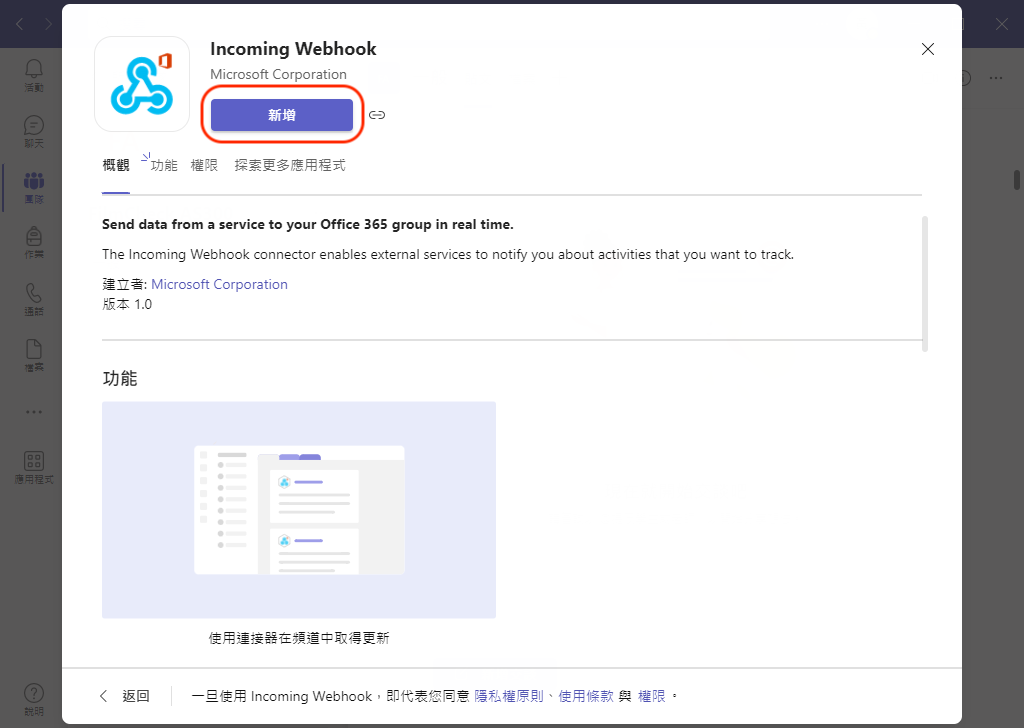 Incoming Webhook
Microsoft Corporation
新增
概觀 功能 權限 探索更多應用程式
Send data from a service to your Office 365 group in real time.
The Incoming Webhook connector enables external services to notify you about activities that you want to track.
建立者: Microsoft Corporation
版本 1.0
功能
使用連接器在頻道中取得更新
返回
一旦使用 Incoming Webhook，即代表您同意 隱私權原則、使用條款 與 權限。
活動
聊天
團隊
作業
通話
檔案
應用程式
說明